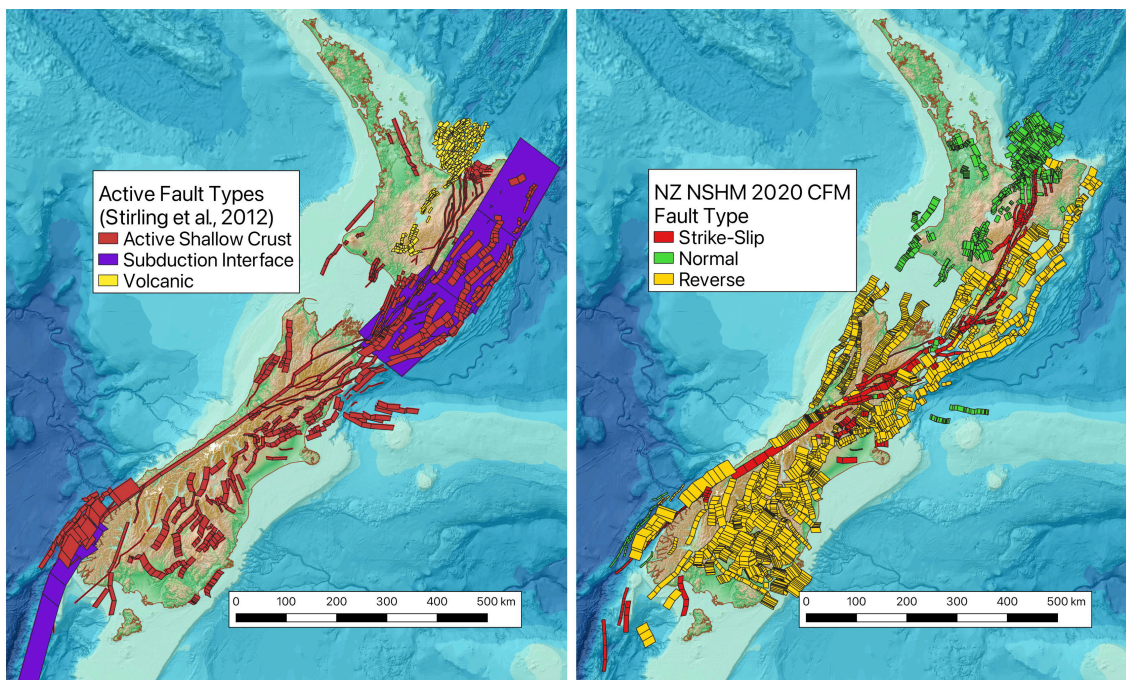 Active Fault Types
(Stirling et al., 2012)
Active Shallow Crust
Subduction Interface
Volcanic
0 100 200 300 400 500 km
NZ NSHM 2020 CFM
Fault Type
Strike-Slip
Normal
Reverse
0 100 200 300 400 500 km